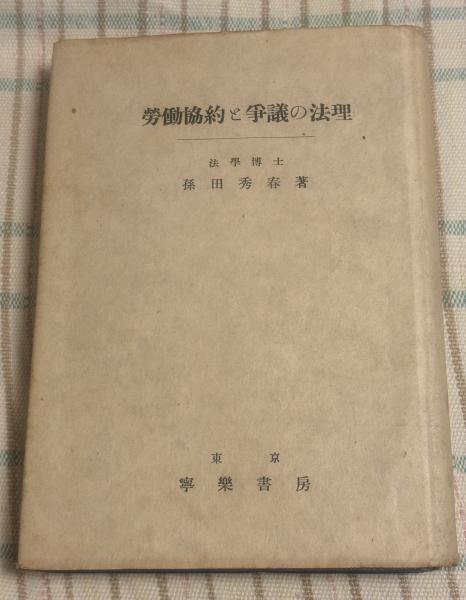 勞働協約と爭議の法理
法學博士
孫田秀春著
東京
寧樂書房